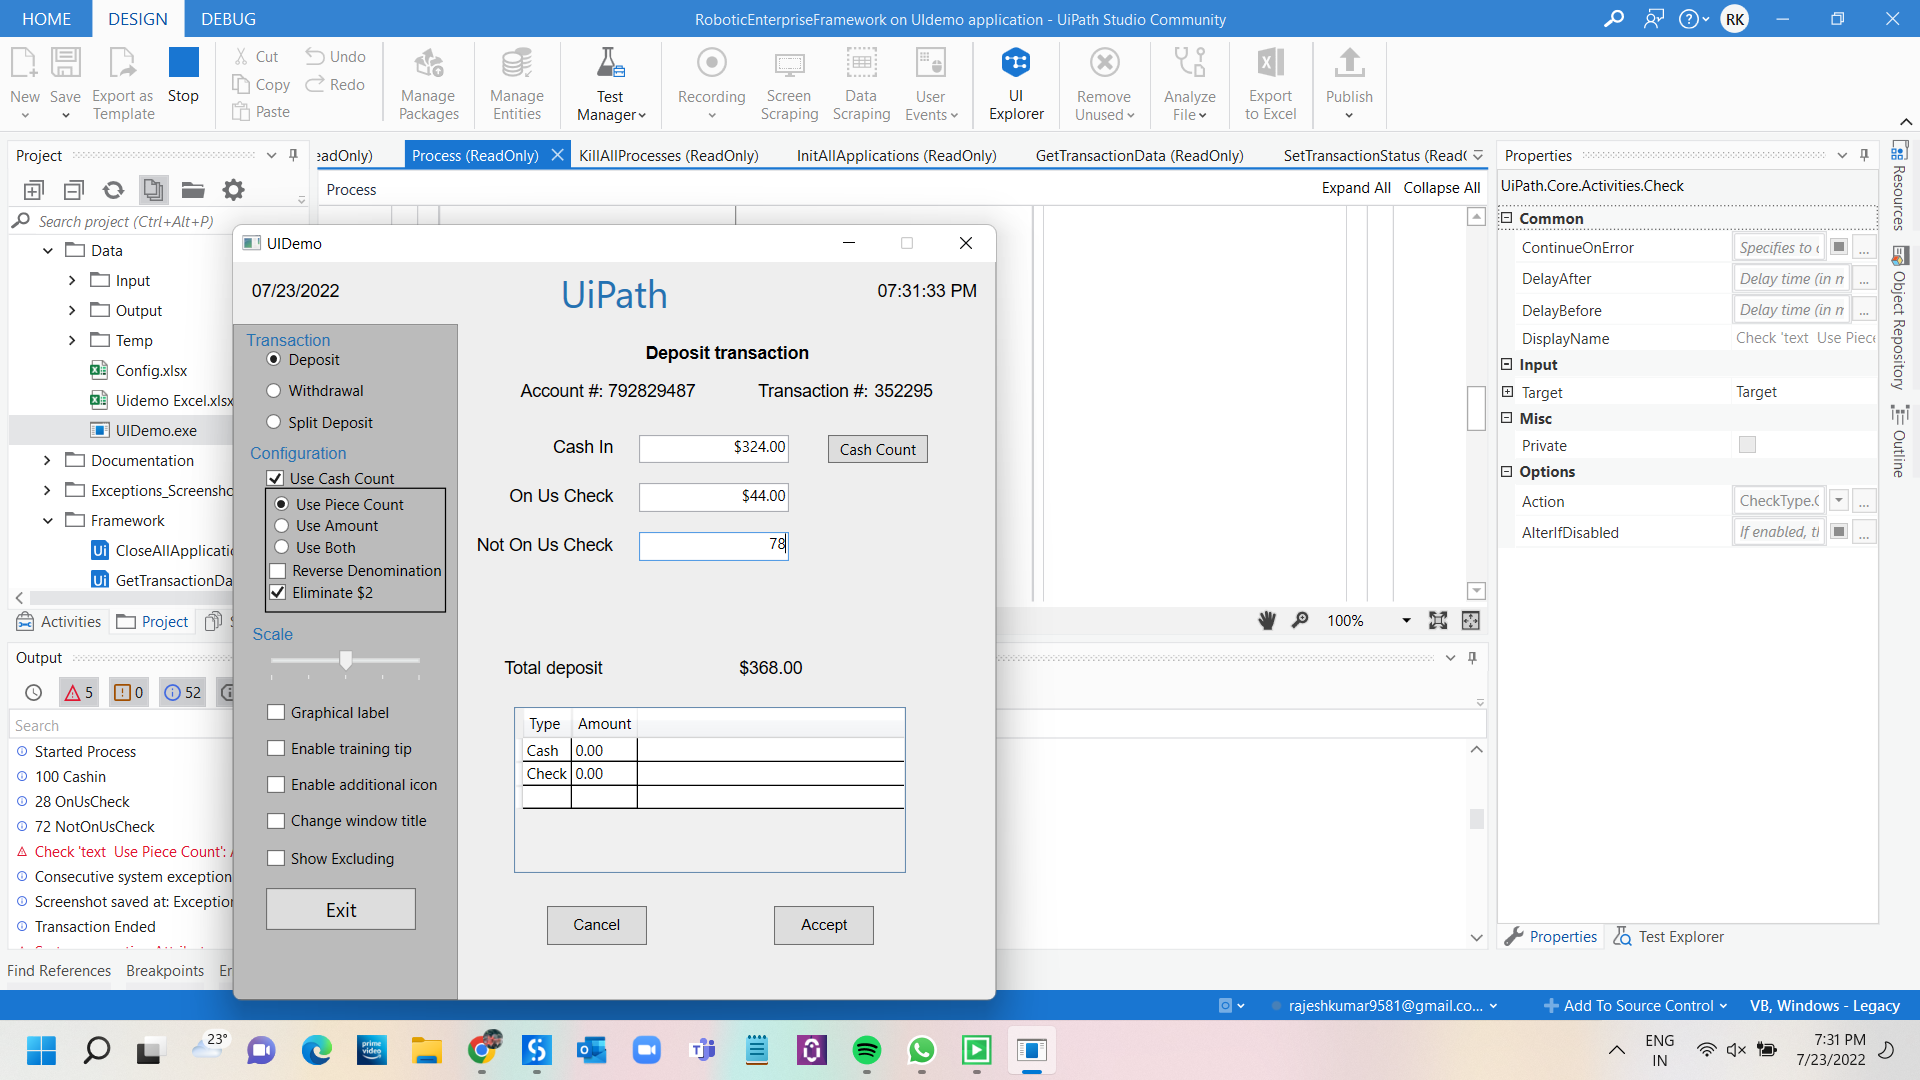 HOME DESIGN DEBUG
RoboticEnterpriseFramework on UIdemo application - UiPath Studio Community
RK
New Save Export as Template Stop
Cut Copy Paste Undo Redo
Manage Packages
Manage Entities
Test Manager
Recording
Screen Scraping
Data Scraping
User Events
UI Explorer
Remove Unused
Analyze File
Export to Excel
Publish
Project
eadOnly) Process (ReadOnly) KillAllProcesses (ReadOnly) InitAllApplications (ReadOnly) GetTransactionData (ReadOnly) SetTransactionStatus (Read
Process Expand All Collapse All
Search project (Ctrl+Alt+P)
Data
Input
Output
Temp
Config.xlsx
Uidemo Excel.xlsx
UIDemo.exe
Documentation
Exceptions_Screensho
Framework
CloseAllApplicatio
GetTransactionDa
Activities Project S
Output
5 0 52
Search
Started Process
100 Cashin
28 OnUsCheck
72 NotOnUsCheck
Check 'text Use Piece Count':
Consecutive system exception
Screenshot saved at: Exception
Transaction Ended
Find References Breakpoints Er
UIDemo
07/23/2022 UiPath 07:31:33 PM
Transaction
Deposit
Withdrawal
Split Deposit
Configuration
Use Cash Count
Use Piece Count
Use Amount
Use Both
Reverse Denomination
Eliminate $2
Scale
Graphical label
Enable training tip
Enable additional icon
Change window title
Show Excluding
Exit
Deposit transaction
Account #: 792829487 Transaction #: 352295
Cash In $324.00 Cash Count
On Us Check $44.00
Not On Us Check 78
Total deposit $368.00
Type Amount
Cash 0.00
Check 0.00
Cancel Accept
100%
Properties
UiPath.Core.Activities.Check
Common
ContinueOnError Specifies to c ...
DelayAfter Delay time (in m ...
DelayBefore Delay time (in m ...
DisplayName Check 'text Use Piece
Input
Target Target
Misc
Private
Options
Action CheckType.C ...
AlterIfDisabled If enabled, th ...
Properties Test Explorer
Resources
Object Repository
Outline
rajeshkumar9581@gmail.co... Add To Source Control VB, Windows - Legacy
23°
prime video
ENG IN
7:31 PM
7/23/2022